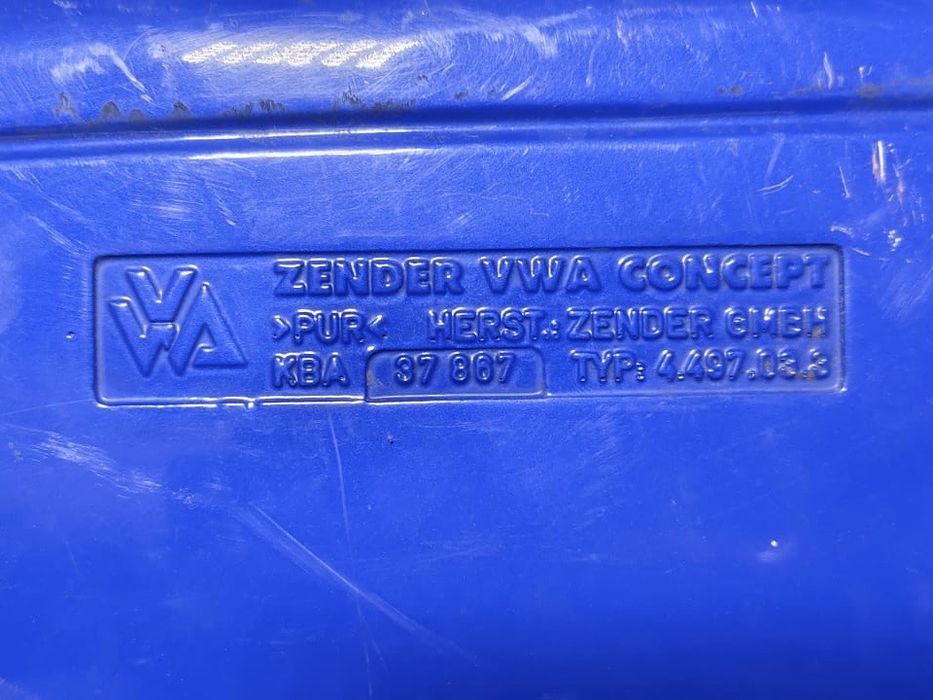 VWA
ZENDER VWA CONCEPT
>PUR< HERST.: ZENDER GMBH
KBA 37 867 TYP: 4.497.03.3